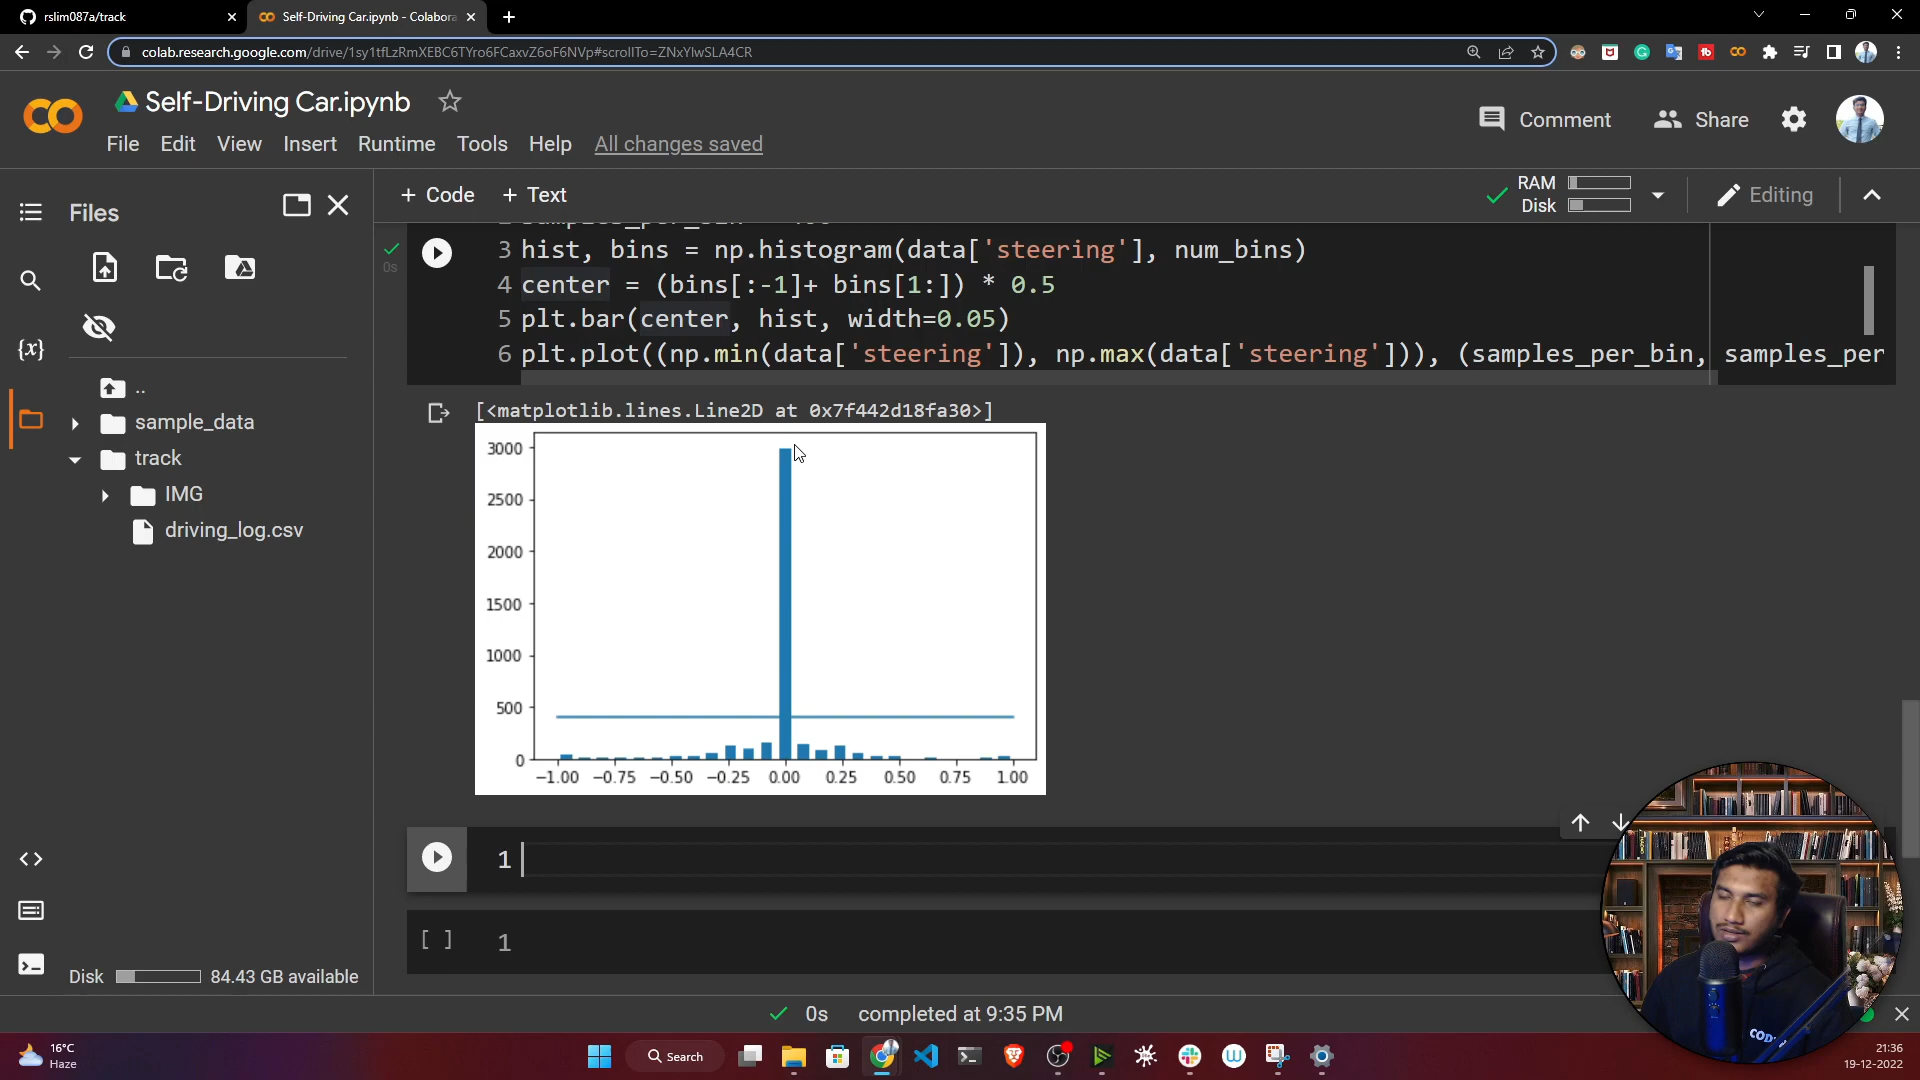 rslim087a/track
Self-Driving Car.ipynb - Colabora
colab.research.google.com/drive/1sy1tfLzRmXEBC6TYro6FCaxvZ6oF6NVp#scrollTo=ZNxYlwSLA4CR
Self-Driving Car.ipynb
Comment
Share
File Edit View Insert Runtime Tools Help All changes saved
Files
+ Code + Text
RAM
Disk
Editing
0s
3 hist, bins = np.histogram(data['steering'], num_bins)
4 center = (bins[:-1]+ bins[1:]) * 0.5
5 plt.bar(center, hist, width=0.05)
6 plt.plot((np.min(data['steering']), np.max(data['steering'])), (samples_per_bin, samples_per
{x}
..
sample_data
track
IMG
driving_log.csv
[<matplotlib.lines.Line2D at 0x7f442d18fa30>]
3000
2500
2000
1500
1000
500
0
−1.00 −0.75 −0.50 −0.25 0.00 0.25 0.50 0.75 1.00
1
[ ] 1
Disk 84.43 GB available
0s completed at 9:35 PM
16°C
Haze
Search
21:36
19-12-2022